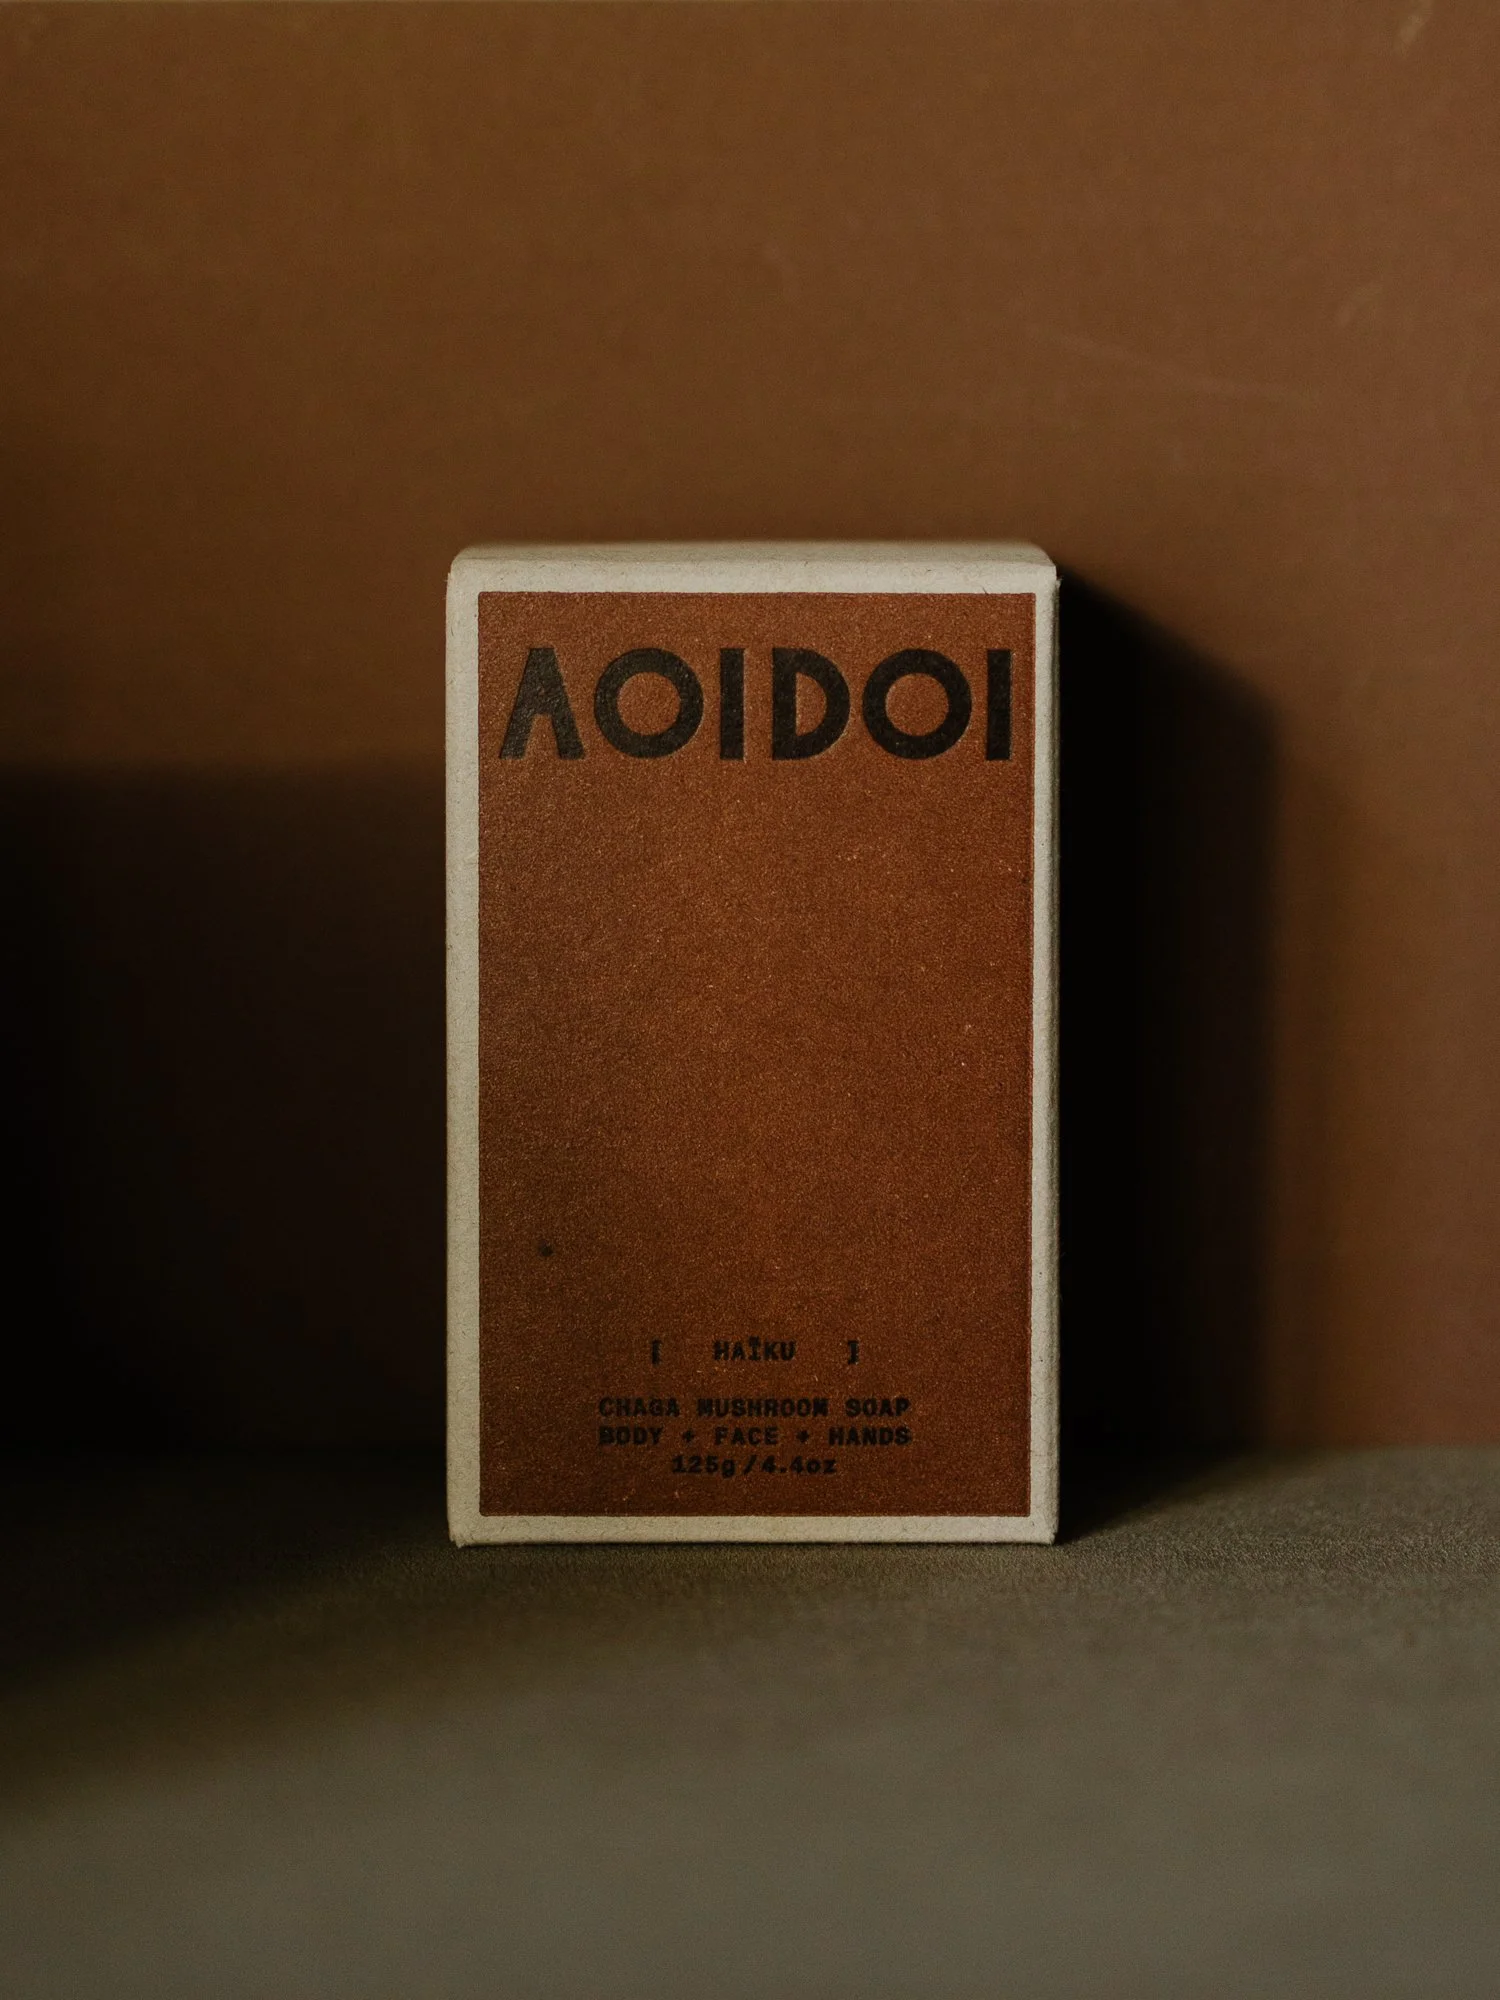 AOIDOI
[ HAÏKU ]
CHAGA MUSHROOM SOAP
BODY + FACE + HANDS
125g/4.4oz